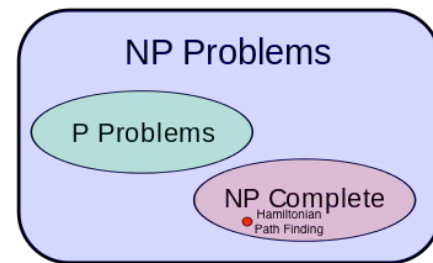 NP Problems
P Problems
NP Complete
Hamiltonian
Path Finding